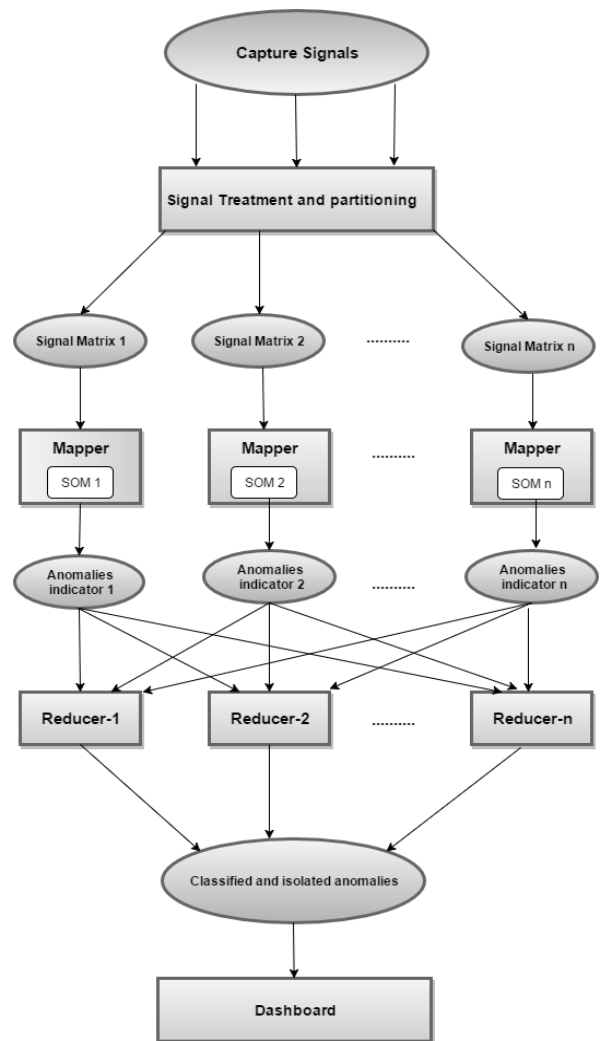 Capture Signals
Signal Treatment and partitioning
Signal Matrix 1
Signal Matrix 2
..........
Signal Matrix n
Mapper
SOM 1
Mapper
SOM 2
..........
Mapper
SOM n
Anomalies
indicator 1
Anomalies
indicator 2
..........
Anomalies
indicator n
Reducer-1
Reducer-2
..........
Reducer-n
Classified and isolated anomalies
Dashboard